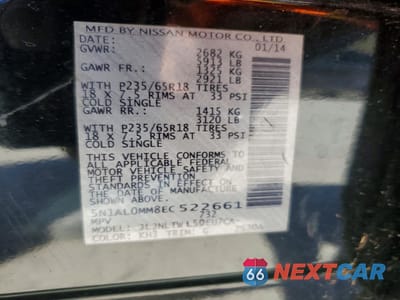 MFD BY NISSAN MOTOR CO., LTD.
DATE: 01/14
GVWR: 2682 KG
5913 LB
GAWR FR.: 1325 KG
2921 LB
WITH P235/65R18 TIRES
18 X 7.5 RIMS AT 33 PSI
COLD SINGLE
GAWR RR.: 1415 KG
3120 LB
WITH P235/65R18 TIRES
18 X 7.5 RIMS AT 33 PSI
COLD SINGLE
THIS VEHICLE CONFORMS TO
ALL APPLICABLE FEDERAL
MOTOR VEHICLE SAFETY
STANDARDS IN EFFECT ON THE
DATE OF MANUFACTURE
SHOWN ABOVE.
5N1AL0MM8EC522661
MPV 732
COLOR KH3 TRIM: G
66 NEXTCAR